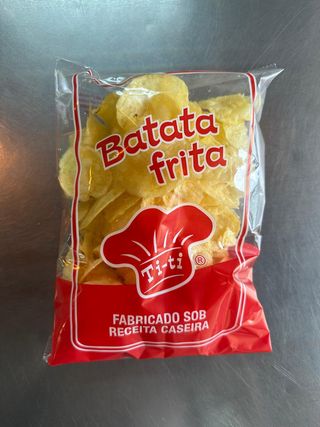 Batata
frita
Ti-ti
®
FABRICADO SOB
RECEITA CASEIRA